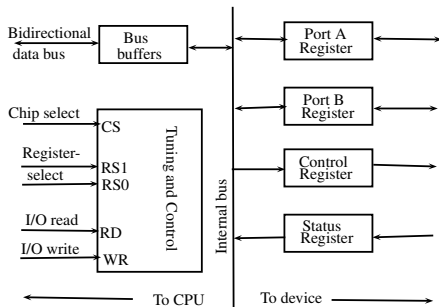 Bidirectional
data bus
Bus
buffers
Port A
Register
Port B
Register
Chip select
CS
Register-
select
RS1
RS0
Tuning and Control
Internal bus
Control
Register
I/O read
RD
I/O write
WR
Status
Register
To CPU
To device